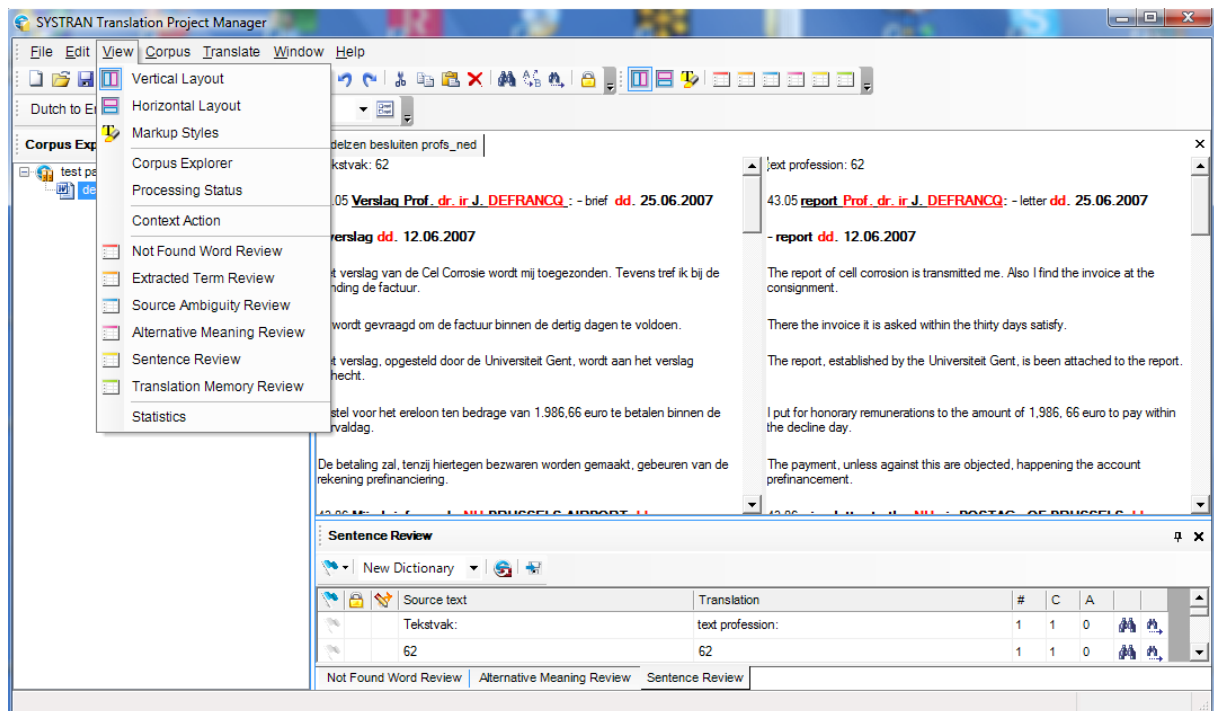 SYSTRAN Translation Project Manager
File Edit View Corpus Translate Window Help
Dutch to E
Vertical Layout
Horizontal Layout
Markup Styles
Corpus Explorer
Processing Status
Context Action
Not Found Word Review
Extracted Term Review
Source Ambiguity Review
Alternative Meaning Review
Sentence Review
Translation Memory Review
Statistics
Corpus Exp
test pa
de
delzen besluiten profs_ned
kstvak: 62
.05 Verslag Prof. dr. ir J. DEFRANCQ : - brief dd. 25.06.2007
verslag dd. 12.06.2007
t verslag van de Cel Corrosie wordt mij toegezonden. Tevens tref ik bij de
nding de factuur.
wordt gevraagd om de factuur binnen de dertig dagen te voldoen.
t verslag, opgesteld door de Universiteit Gent, wordt aan het verslag
hecht.
stel voor het ereloon ten bedrage van 1.986,66 euro te betalen binnen de
rvaldag.
De betaling zal, tenzij hiertegen bezwaren worden gemaakt, gebeuren van de
rekening prefinanciering.
text profession: 62
43.05 report Prof. dr. ir J. DEFRANCQ: - letter dd. 25.06.2007
- report dd. 12.06.2007
The report of cell corrosion is transmitted me. Also I find the invoice at the
consignment.
There the invoice it is asked within the thirty days satisfy.
The report, established by the Universiteit Gent, is been attached to the report.
I put for honorary remunerations to the amount of 1,986, 66 euro to pay within
the decline day.
The payment, unless against this are objected, happening the account
prefinancement.
Sentence Review
New Dictionary
Source text Translation # C A
Tekstvak: text profession: 1 1 0
62 62 1 1 0
Not Found Word Review Alternative Meaning Review Sentence Review